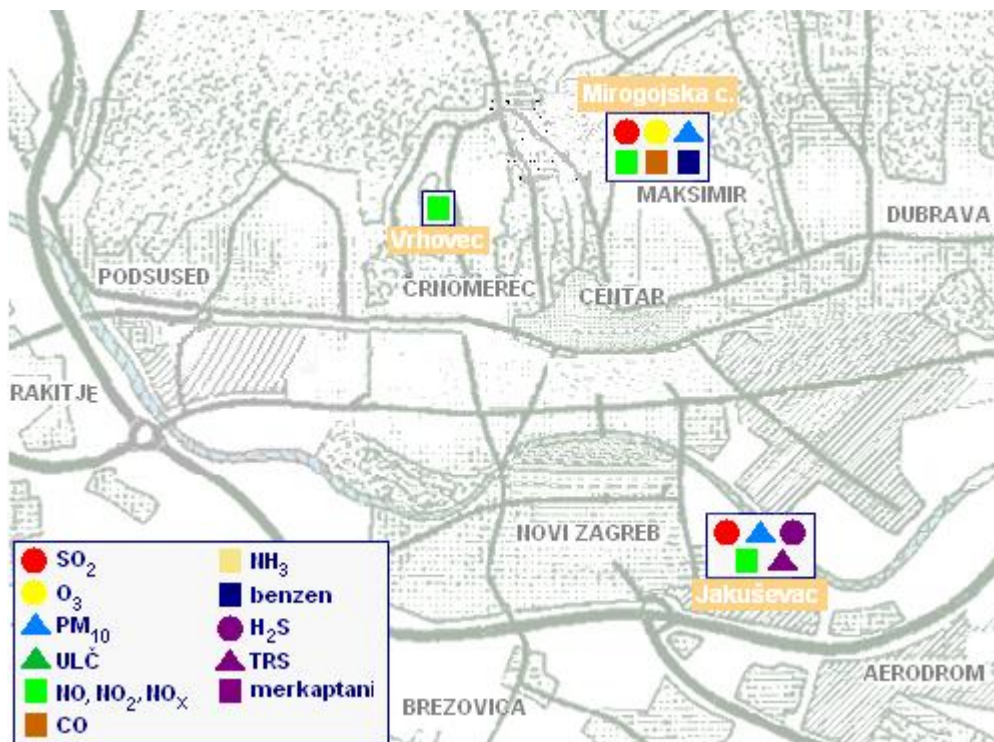 Mirogojska c.
MAKSIMIR
DUBRAVA
Vrhovec
PODSUSED
ČRNOMEREC
CENTAR
RAKITJE
NOVI ZAGREB
Jakuševac
AERODROM
BREZOVICA
SO2
O3
PM10
ULČ
NO, NO2, NOX
CO
NH3
benzen
H2S
TRS
merkaptani